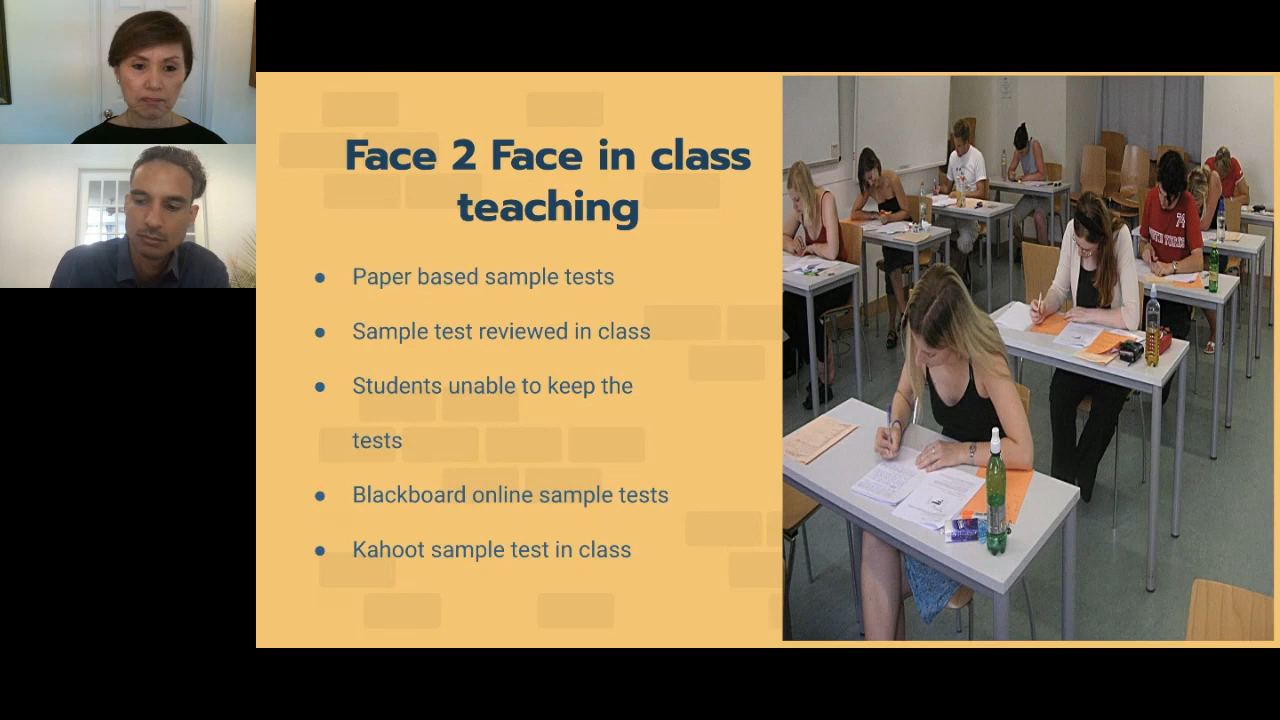 Face 2 Face in class
teaching
● Paper based sample tests
● Sample test reviewed in class
● Students unable to keep the
tests
● Blackboard online sample tests
● Kahoot sample test in class